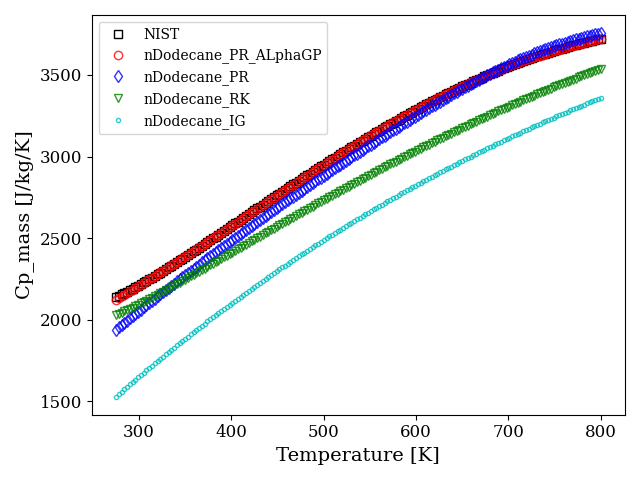 NIST
nDodecane_PR_ALphaGP
nDodecane_PR
nDodecane_RK
nDodecane_IG
3500
3000
2500
2000
1500
Cp_mass [J/kg/K]
300 400 500 600 700 800
Temperature [K]